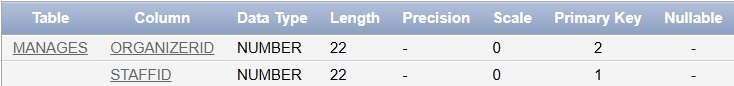 Table Column Data Type Length Precision Scale Primary Key Nullable
MANAGES ORGANIZERID NUMBER 22 - 0 2 -
STAFFID NUMBER 22 - 0 1 -